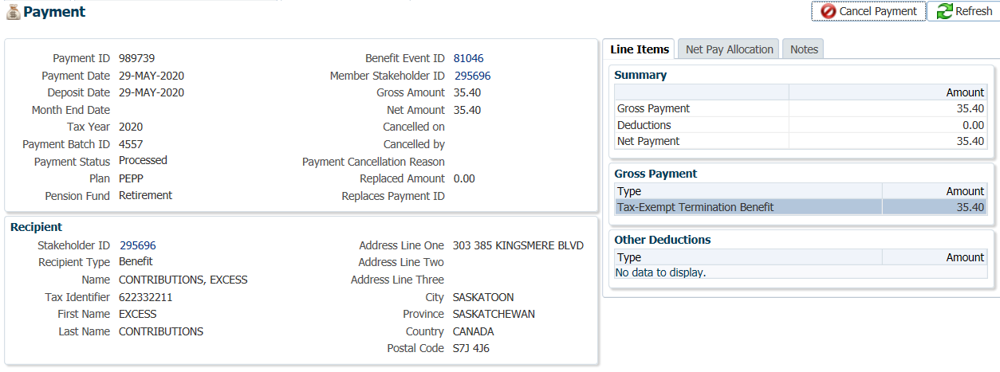 Payment
Cancel Payment
Refresh
Payment ID 989739
Payment Date 29-MAY-2020
Deposit Date 29-MAY-2020
Month End Date
Tax Year 2020
Payment Batch ID 4557
Payment Status Processed
Plan PEPP
Pension Fund Retirement
Benefit Event ID 81046
Member Stakeholder ID 295696
Gross Amount 35.40
Net Amount 35.40
Cancelled on
Cancelled by
Payment Cancellation Reason
Replaced Amount 0.00
Replaces Payment ID
Recipient
Stakeholder ID 295696
Recipient Type Benefit
Name CONTRIBUTIONS, EXCESS
Tax Identifier 622332211
First Name EXCESS
Last Name CONTRIBUTIONS
Address Line One 303 385 KINGSMERE BLVD
Address Line Two
Address Line Three
City SASKATOON
Province SASKATCHEWAN
Country CANADA
Postal Code S7J 4J6
Line Items Net Pay Allocation Notes
Summary
Amount
Gross Payment 35.40
Deductions 0.00
Net Payment 35.40
Gross Payment
Type Amount
Tax-Exempt Termination Benefit 35.40
Other Deductions
Type Amount
No data to display.